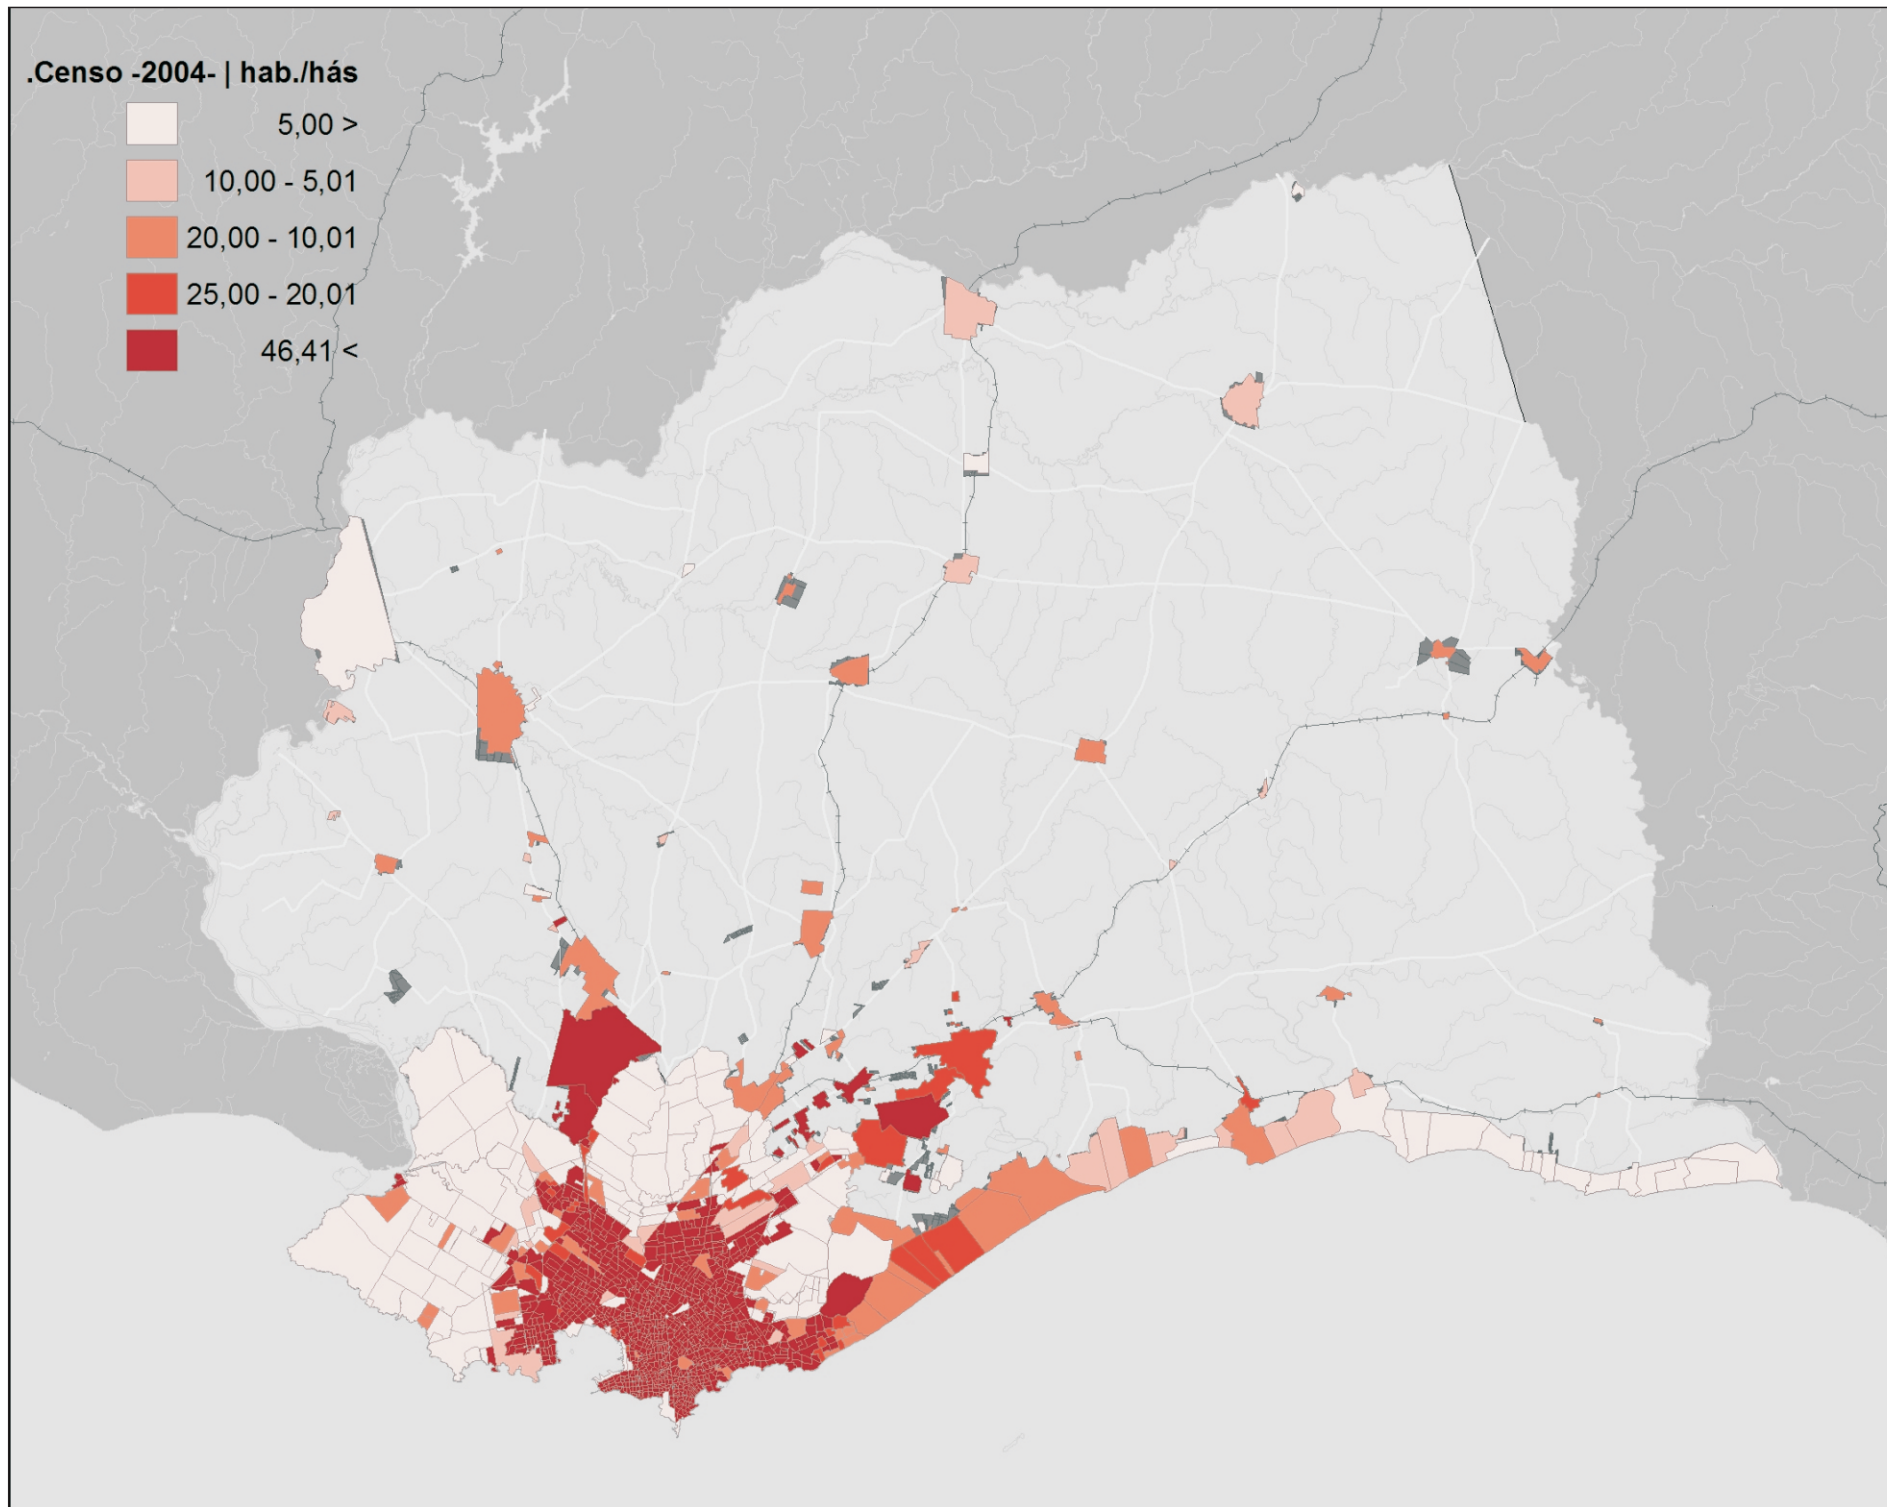 .Censo -2004- | hab./hás
5,00 >
10,00 - 5,01
20,00 - 10,01
25,00 - 20,01
46,41 <